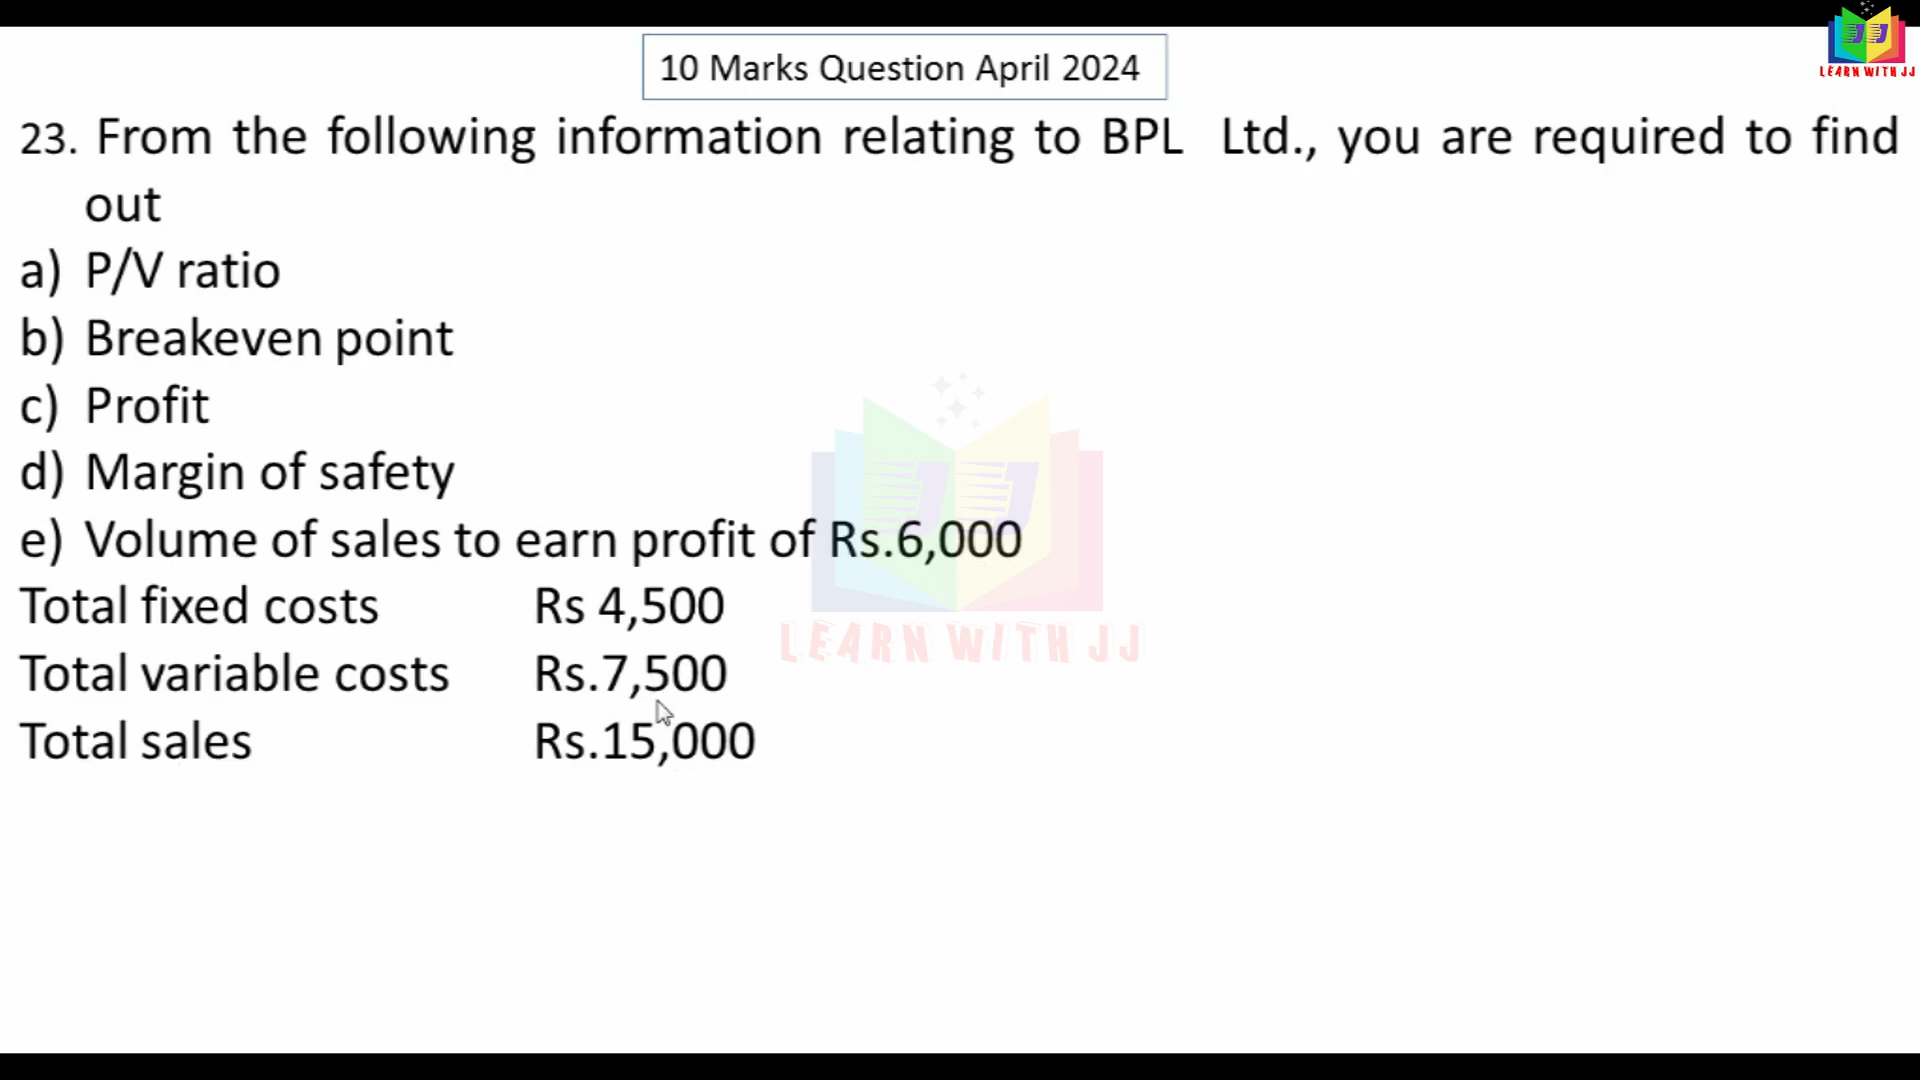 10 Marks Question April 2024
LEARN WITH JJ
23. From the following information relating to BPL Ltd., you are required to find
out
a) P/V ratio
b) Breakeven point
c) Profit
d) Margin of safety
e) Volume of sales to earn profit of Rs.6,000
Total fixed costs Rs 4,500
LEARN WITH JJ
Total variable costs Rs.7,500
Total sales Rs.15,000